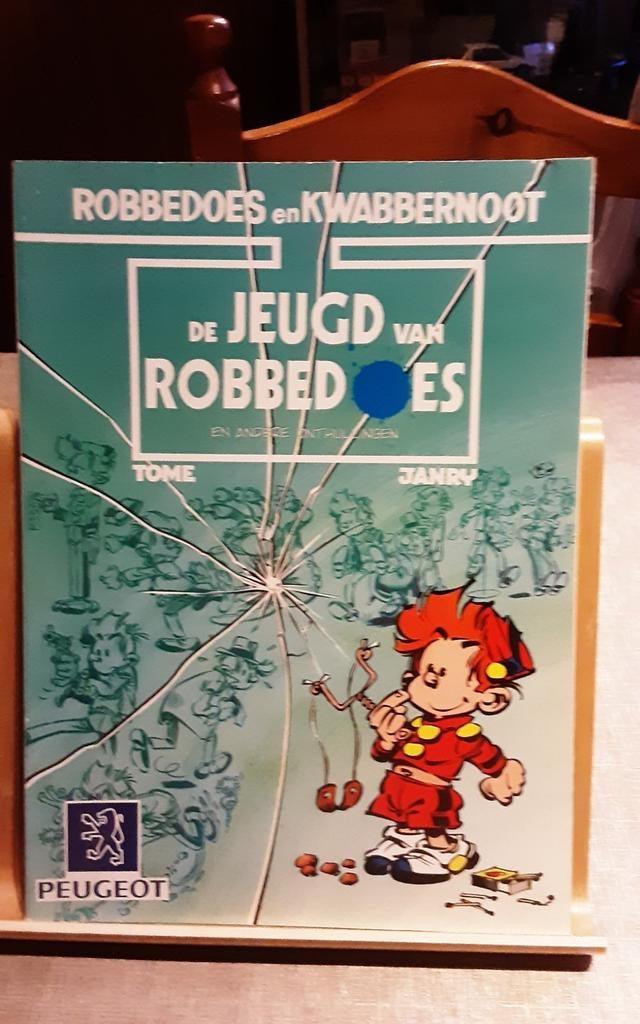 ROBBEDOES en KWABBERNOOT
DE JEUGD VAN
ROBBEDOES
EN ANDERE ONTHULLINGEN
TOME JANRY
PEUGEOT